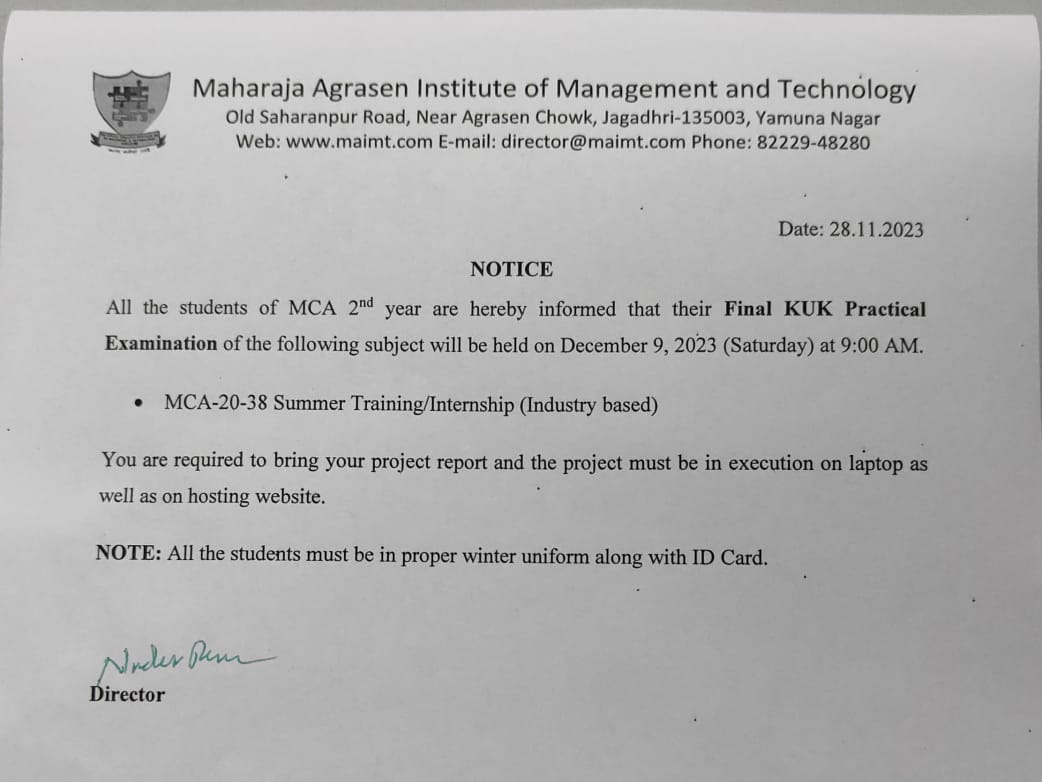 Maharaja Agrasen Institute of Management and Technology
Old Saharanpur Road, Near Agrasen Chowk, Jagadhri-135003, Yamuna Nagar
Web: www.maimt.com E-mail: director@maimt.com Phone: 82229-48280
Date: 28.11.2023
NOTICE
All the students of MCA 2nd year are hereby informed that their Final KUK Practical
Examination of the following subject will be held on December 9, 2023 (Saturday) at 9:00 AM.
• MCA-20-38 Summer Training/Internship (Industry based)
You are required to bring your project report and the project must be in execution on laptop as
well as on hosting website.
NOTE: All the students must be in proper winter uniform along with ID Card.
Director